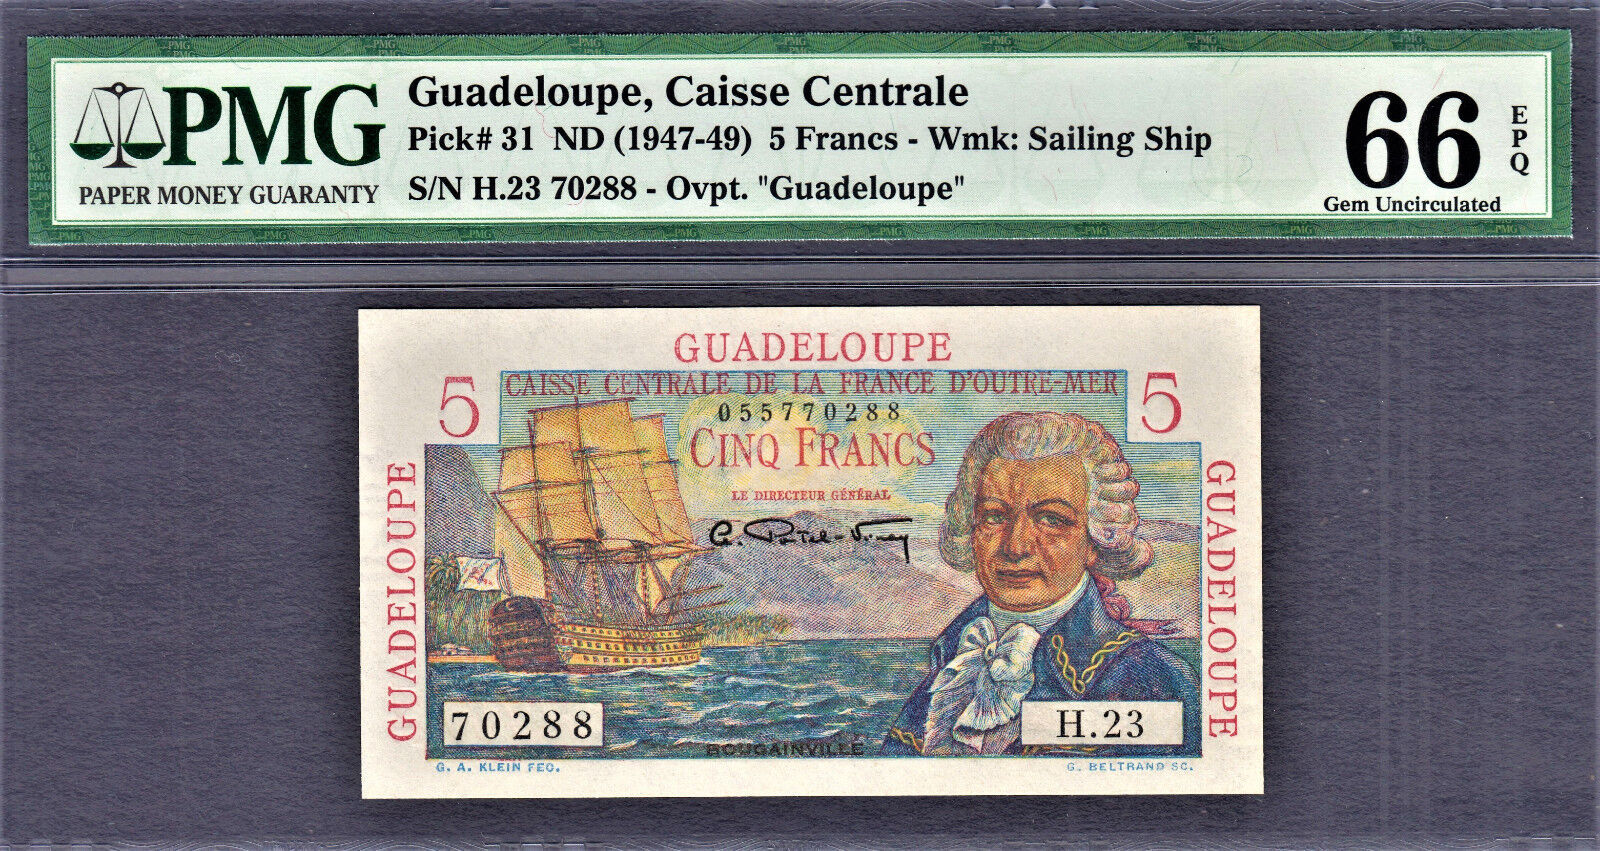 PMG
PAPER MONEY GUARANTY
Guadeloupe, Caisse Centrale
Pick# 31 ND (1947-49) 5 Francs - Wmk: Sailing Ship
S/N H.23 70288 - Ovpt. "Guadeloupe"
66
EPQ
Gem Uncirculated
GUADELOUPE
5
CAISSE CENTRALE DE LA FRANCE D'OUTRE-MER
5
055770288
CINQ FRANCS
LE DIRECTEUR GÉNÉRAL
GUADELOUPE
GUADELOUPE
70288
H.23
BOUGAINVILLE
G. A. KLEIN FEC.
G. BELTRAND SC.